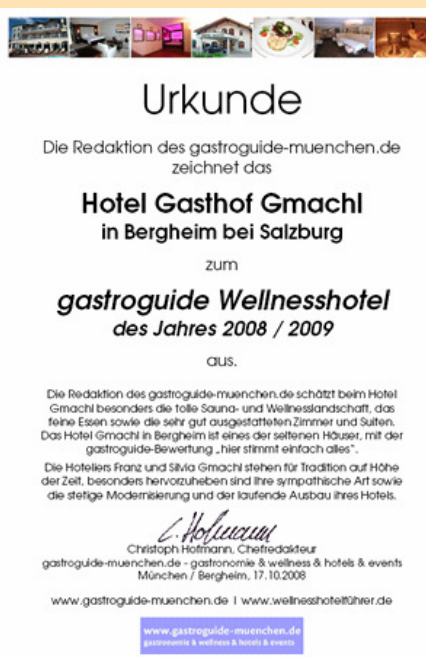 Urkunde
Die Redaktion des gastroguide-muenchen.de
zeichnet das
Hotel Gasthof Gmachl
in Bergheim bei Salzburg
zum
gastroguide Wellnesshotel
des Jahres 2008 / 2009
aus.
Die Redaktion des gastroguide-muenchen.de schätzt beim Hotel
Gmachl besonders die tolle Sauna- und Wellnesslandschaft, das
feine Essen sowie die sehr gut ausgestatteten Zimmer und Suiten.
Das Hotel Gmachl in Bergheim ist eines der seltenen Häuser, mit der
gastroguide-Bewertung „hier stimmt einfach alles".
Die Hoteliers Franz und Silvia Gmachl stehen für Tradition auf Höhe
der Zeit, besonders hervorzuheben sind ihre sympathische Art sowie
die stetige Modernisierung und der laufende Ausbau ihres Hotels.
C. Hofmann
Christoph Hofmann, Chefredakteur
gastroguide-muenchen.de - gastronomie & wellness & hotels & events
München / Bergheim, 17.10.2008
www.gastroguide-muenchen.de | www.wellnesshotelführer.de
www.gastroguide-muenchen.de
gastronomie & wellness & hotels & events